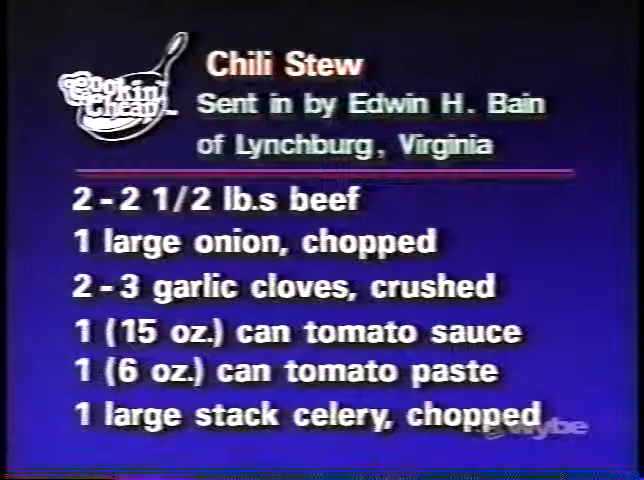 Cookin' Cheap
Chili Stew
Sent in by Edwin H. Bain
of Lynchburg, Virginia
2 - 2 1/2 lb.s beef
1 large onion, chopped
2 - 3 garlic cloves, crushed
1 (15 oz.) can tomato sauce
1 (6 oz.) can tomato paste
1 large stack celery, chopped
wybe